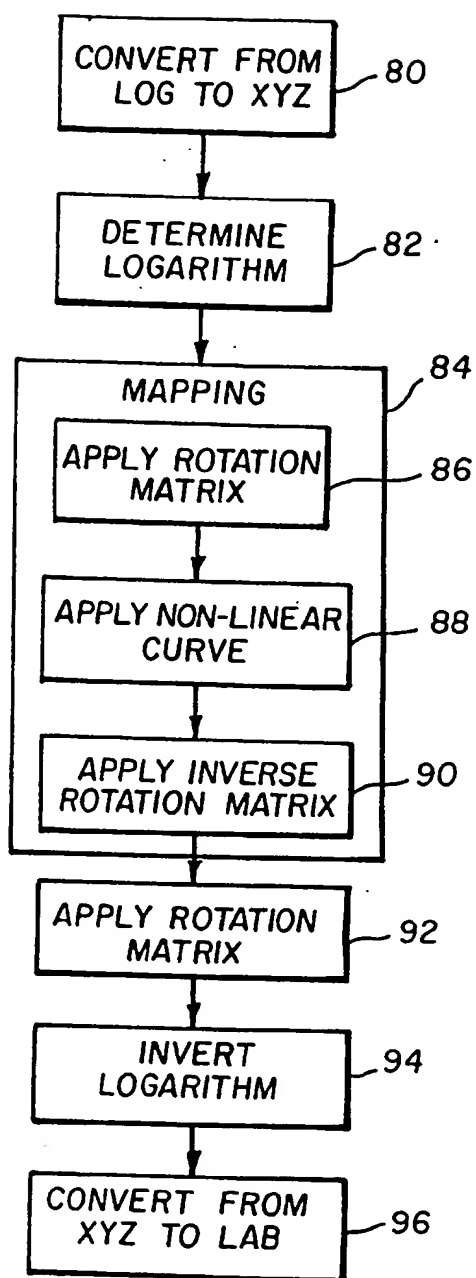 CONVERT FROM
LOG TO XYZ
80
DETERMINE
LOGARITHM
82
84
MAPPING
APPLY ROTATION
MATRIX
86
APPLY NON-LINEAR
CURVE
88
APPLY INVERSE
ROTATION MATRIX
90
APPLY ROTATION
MATRIX
92
INVERT
LOGARITHM
94
CONVERT FROM
XYZ TO LAB
96